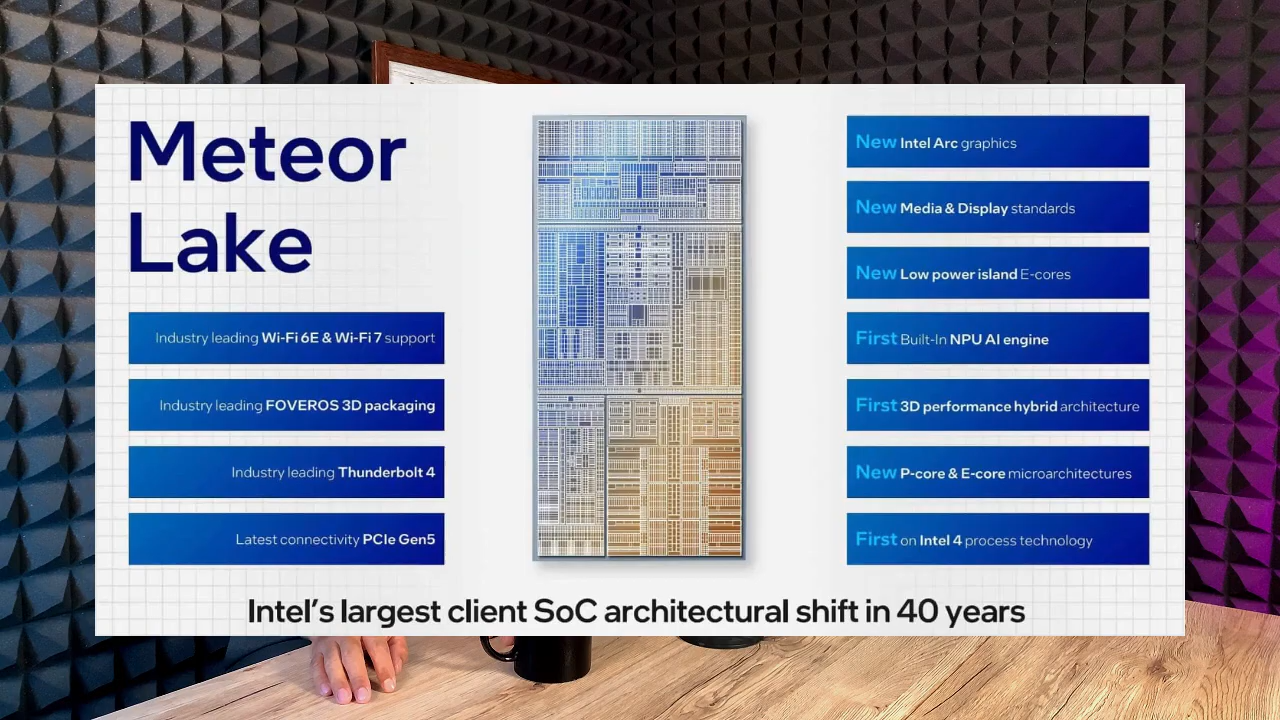 Meteor
Lake
Industry leading Wi-Fi 6E & Wi-Fi 7 support
Industry leading FOVEROS 3D packaging
Industry leading Thunderbolt 4
Latest connectivity PCIe Gen5
New Intel Arc graphics
New Media & Display standards
New Low power island E-cores
First Built-In NPU AI engine
First 3D performance hybrid architecture
New P-core & E-core microarchitectures
First on Intel 4 process technology
Intel's largest client SoC architectural shift in 40 years